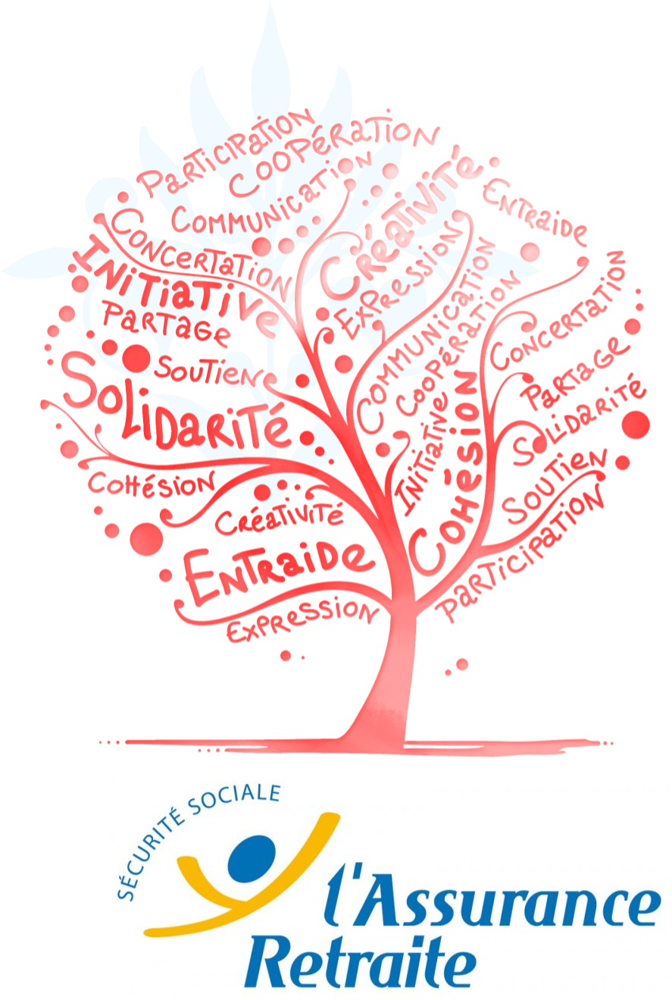 PARTICIPATION
COOPÉRATION
COMMUNICATION
CRÉATIVITÉ
ENTRAIDE
CONCERTATION
INITIATIVE
PARTAGE
EXPRESSION
COMMUNICATION
COOPÉRATION
CONCERTATION
SOUTIEN
SOLIDARITÉ
PARTAGE
SOLIDARITÉ
INITIATIVE
COHÉSION
COHÉSION
SOUTIEN
CRÉATIVITÉ
PARTICIPATION
ENTRAIDE
EXPRESSION
SÉCURITÉ SOCIALE
l'Assurance
Retraite